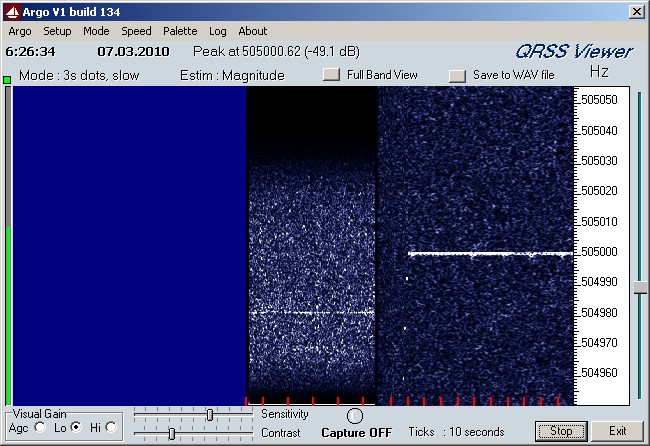 Argo V1 build 134
Argo Setup Mode Speed Palette Log About
6:26:34 07.03.2010 Peak at 505000.62 (-49.1 dB) QRSS Viewer
Mode : 3s dots, slow Estim : Magnitude Full Band View Save to WAV file Hz
505050
505040
505030
505020
505010
505000
504990
504980
504970
504960
Visual Gain
Agc Lo Hi
Sensitivity
Contrast
Capture OFF
Ticks : 10 seconds
Stop
Exit